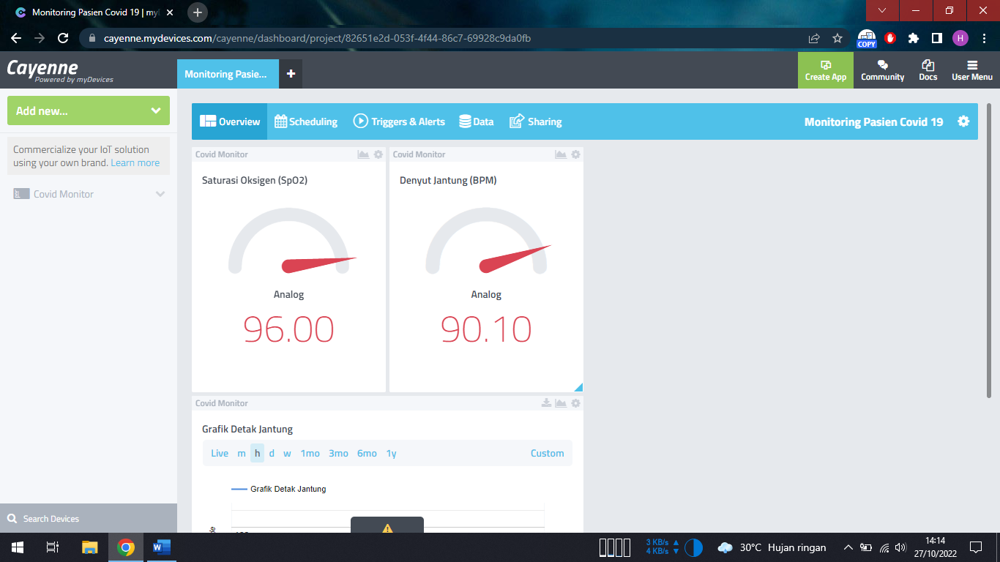 Monitoring Pasien Covid 19 | my
cayenne.mydevices.com/cayenne/dashboard/project/82651e2d-053f-4f44-86c7-69928c9da0fb
COPY
H
Cayenne
Powered by myDevices
Monitoring Pasie...
Create App
Community
Docs
User Menu
Add new...
Commercialize your IoT solution
using your own brand. Learn more
Covid Monitor
Overview
Scheduling
Triggers & Alerts
Data
Sharing
Monitoring Pasien Covid 19
Covid Monitor
Saturasi Oksigen (SpO2)
Analog
96.00
Covid Monitor
Denyut Jantung (BPM)
Analog
90.10
Covid Monitor
Grafik Detak Jantung
Live m h d w 1mo 3mo 6mo 1y Custom
Grafik Detak Jantung
Search Devices
3 KB/s
4 KB/s
30°C Hujan ringan
14:14
27/10/2022